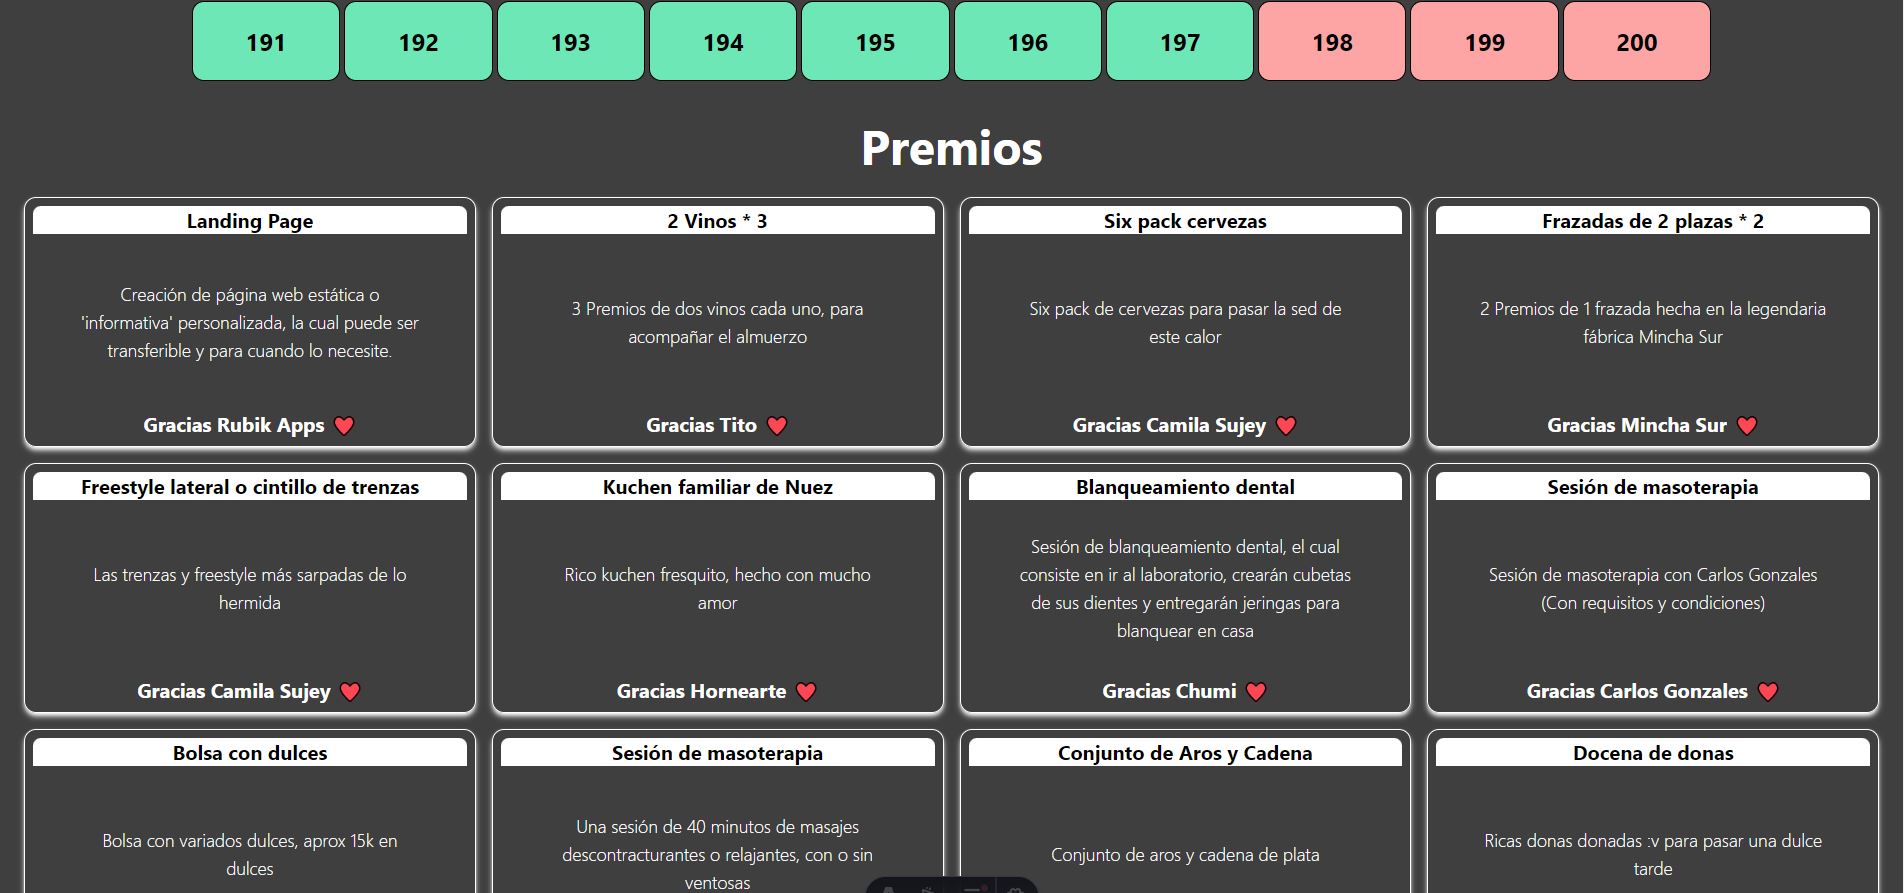 191 192 193 194 195 196 197 198 199 200
Premios
Landing Page
Creación de página web estática o
'informativa' personalizada, la cual puede ser
transferible y para cuando lo necesite.
Gracias Rubik Apps
2 Vinos * 3
3 Premios de dos vinos cada uno, para
acompañar el almuerzo
Gracias Tito
Six pack cervezas
Six pack de cervezas para pasar la sed de
este calor
Gracias Camila Sujey
Frazadas de 2 plazas * 2
2 Premios de 1 frazada hecha en la legendaria
fábrica Mincha Sur
Gracias Mincha Sur
Freestyle lateral o cintillo de trenzas
Las trenzas y freestyle más sarpadas de lo
hermida
Gracias Camila Sujey
Kuchen familiar de Nuez
Rico kuchen fresquito, hecho con mucho
amor
Gracias Hornearte
Blanqueamiento dental
Sesión de blanqueamiento dental, el cual
consiste en ir al laboratorio, crearán cubetas
de sus dientes y entregarán jeringas para
blanquear en casa
Gracias Chumi
Sesión de masoterapia
Sesión de masoterapia con Carlos Gonzales
(Con requisitos y condiciones)
Gracias Carlos Gonzales
Bolsa con dulces
Bolsa con variados dulces, aprox 15k en
dulces
Sesión de masoterapia
Una sesión de 40 minutos de masajes
descontracturantes o relajantes, con o sin
ventosas
Conjunto de Aros y Cadena
Conjunto de aros y cadena de plata
Docena de donas
Ricas donas donadas :v para pasar una dulce
tarde